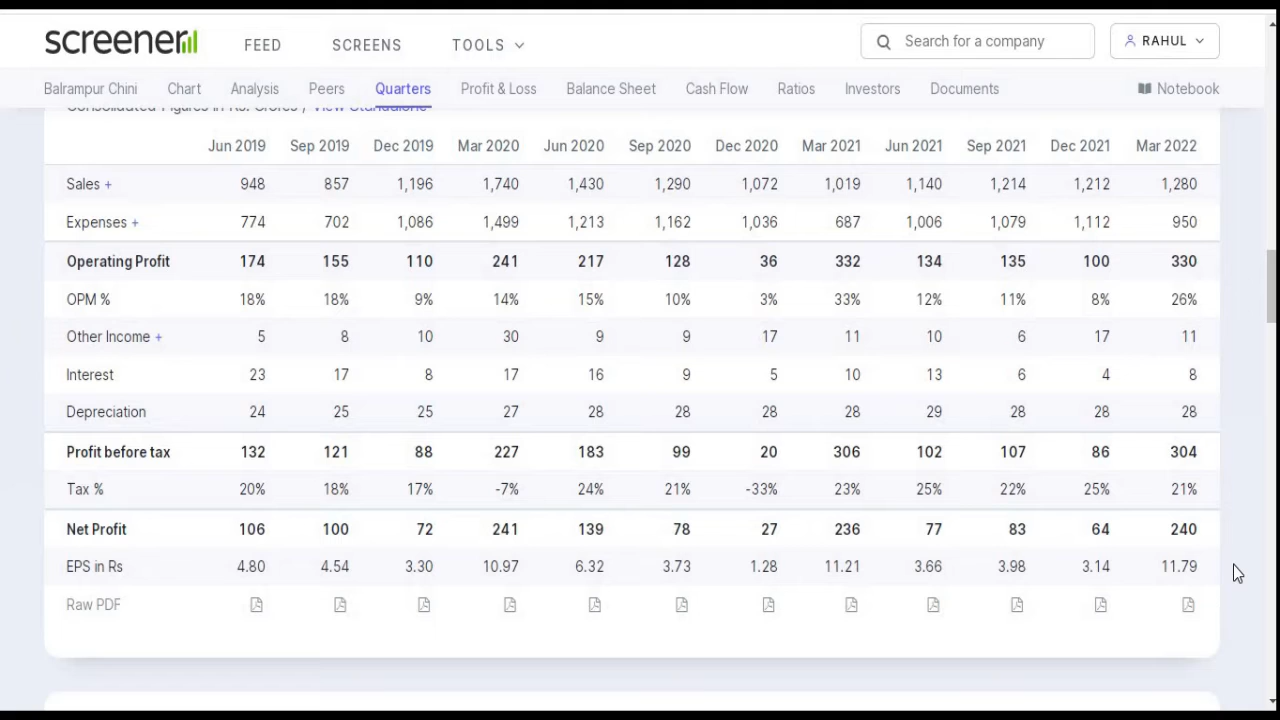 screener FEED SCREENS TOOLS Search for a company RAHUL
Balrampur Chini Chart Analysis Peers Quarters Profit & Loss Balance Sheet Cash Flow Ratios Investors Documents Notebook
Consolidated Figures in Rs. Crores / View Standalone
Jun 2019 Sep 2019 Dec 2019 Mar 2020 Jun 2020 Sep 2020 Dec 2020 Mar 2021 Jun 2021 Sep 2021 Dec 2021 Mar 2022
Sales + 948 857 1,196 1,740 1,430 1,290 1,072 1,019 1,140 1,214 1,212 1,280
Expenses + 774 702 1,086 1,499 1,213 1,162 1,036 687 1,006 1,079 1,112 950
Operating Profit 174 155 110 241 217 128 36 332 134 135 100 330
OPM % 18% 18% 9% 14% 15% 10% 3% 33% 12% 11% 8% 26%
Other Income + 5 8 10 30 9 9 17 11 10 6 17 11
Interest 23 17 8 17 16 9 5 10 13 6 4 8
Depreciation 24 25 25 27 28 28 28 28 29 28 28 28
Profit before tax 132 121 88 227 183 99 20 306 102 107 86 304
Tax % 20% 18% 17% -7% 24% 21% -33% 23% 25% 22% 25% 21%
Net Profit 106 100 72 241 139 78 27 236 77 83 64 240
EPS in Rs 4.80 4.54 3.30 10.97 6.32 3.73 1.28 11.21 3.66 3.98 3.14 11.79
Raw PDF